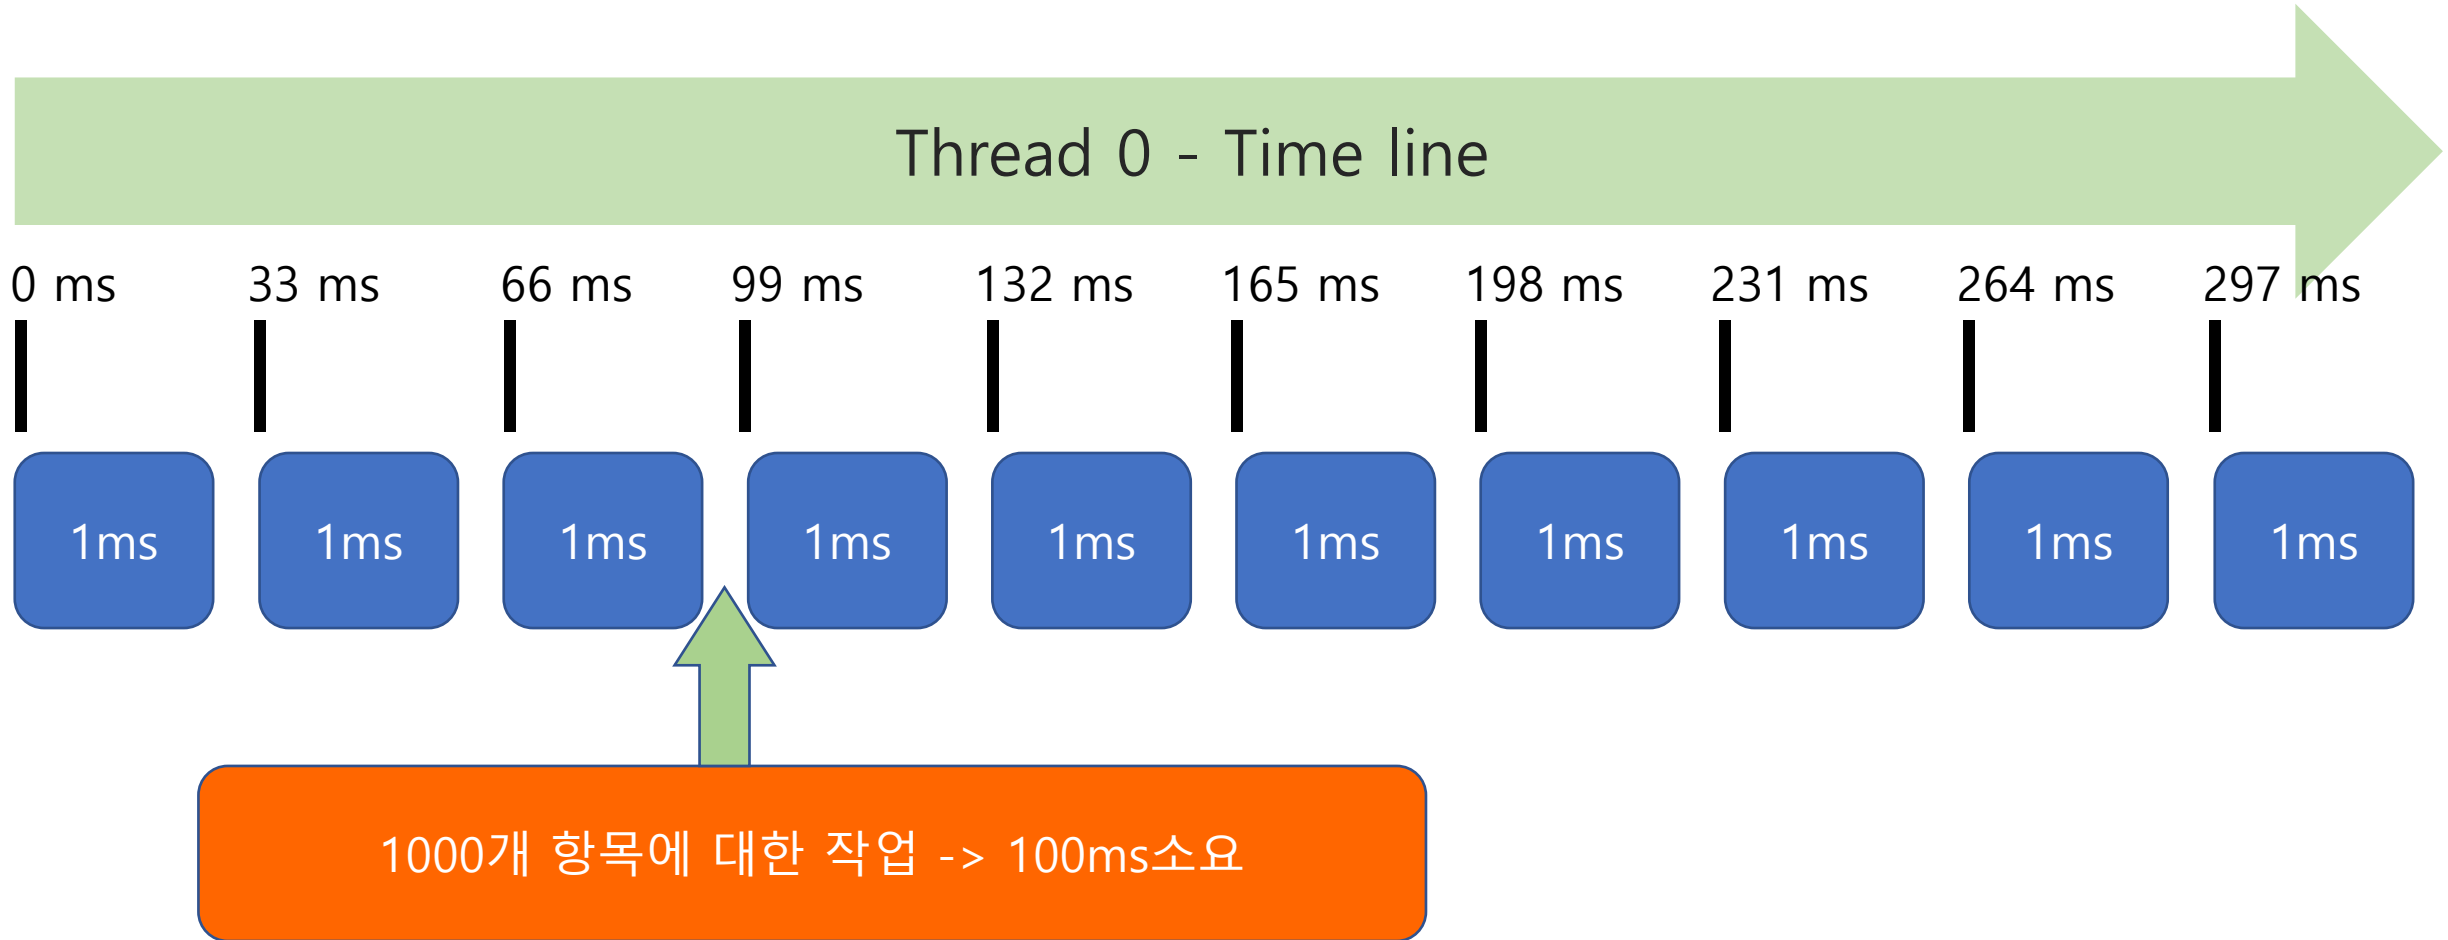 Thread 0 - Time line
0 ms 33 ms 66 ms 99 ms 132 ms 165 ms 198 ms 231 ms 264 ms 297 ms
1ms 1ms 1ms 1ms 1ms 1ms 1ms 1ms 1ms 1ms
1000개 항목에 대한 작업 -> 100ms소요